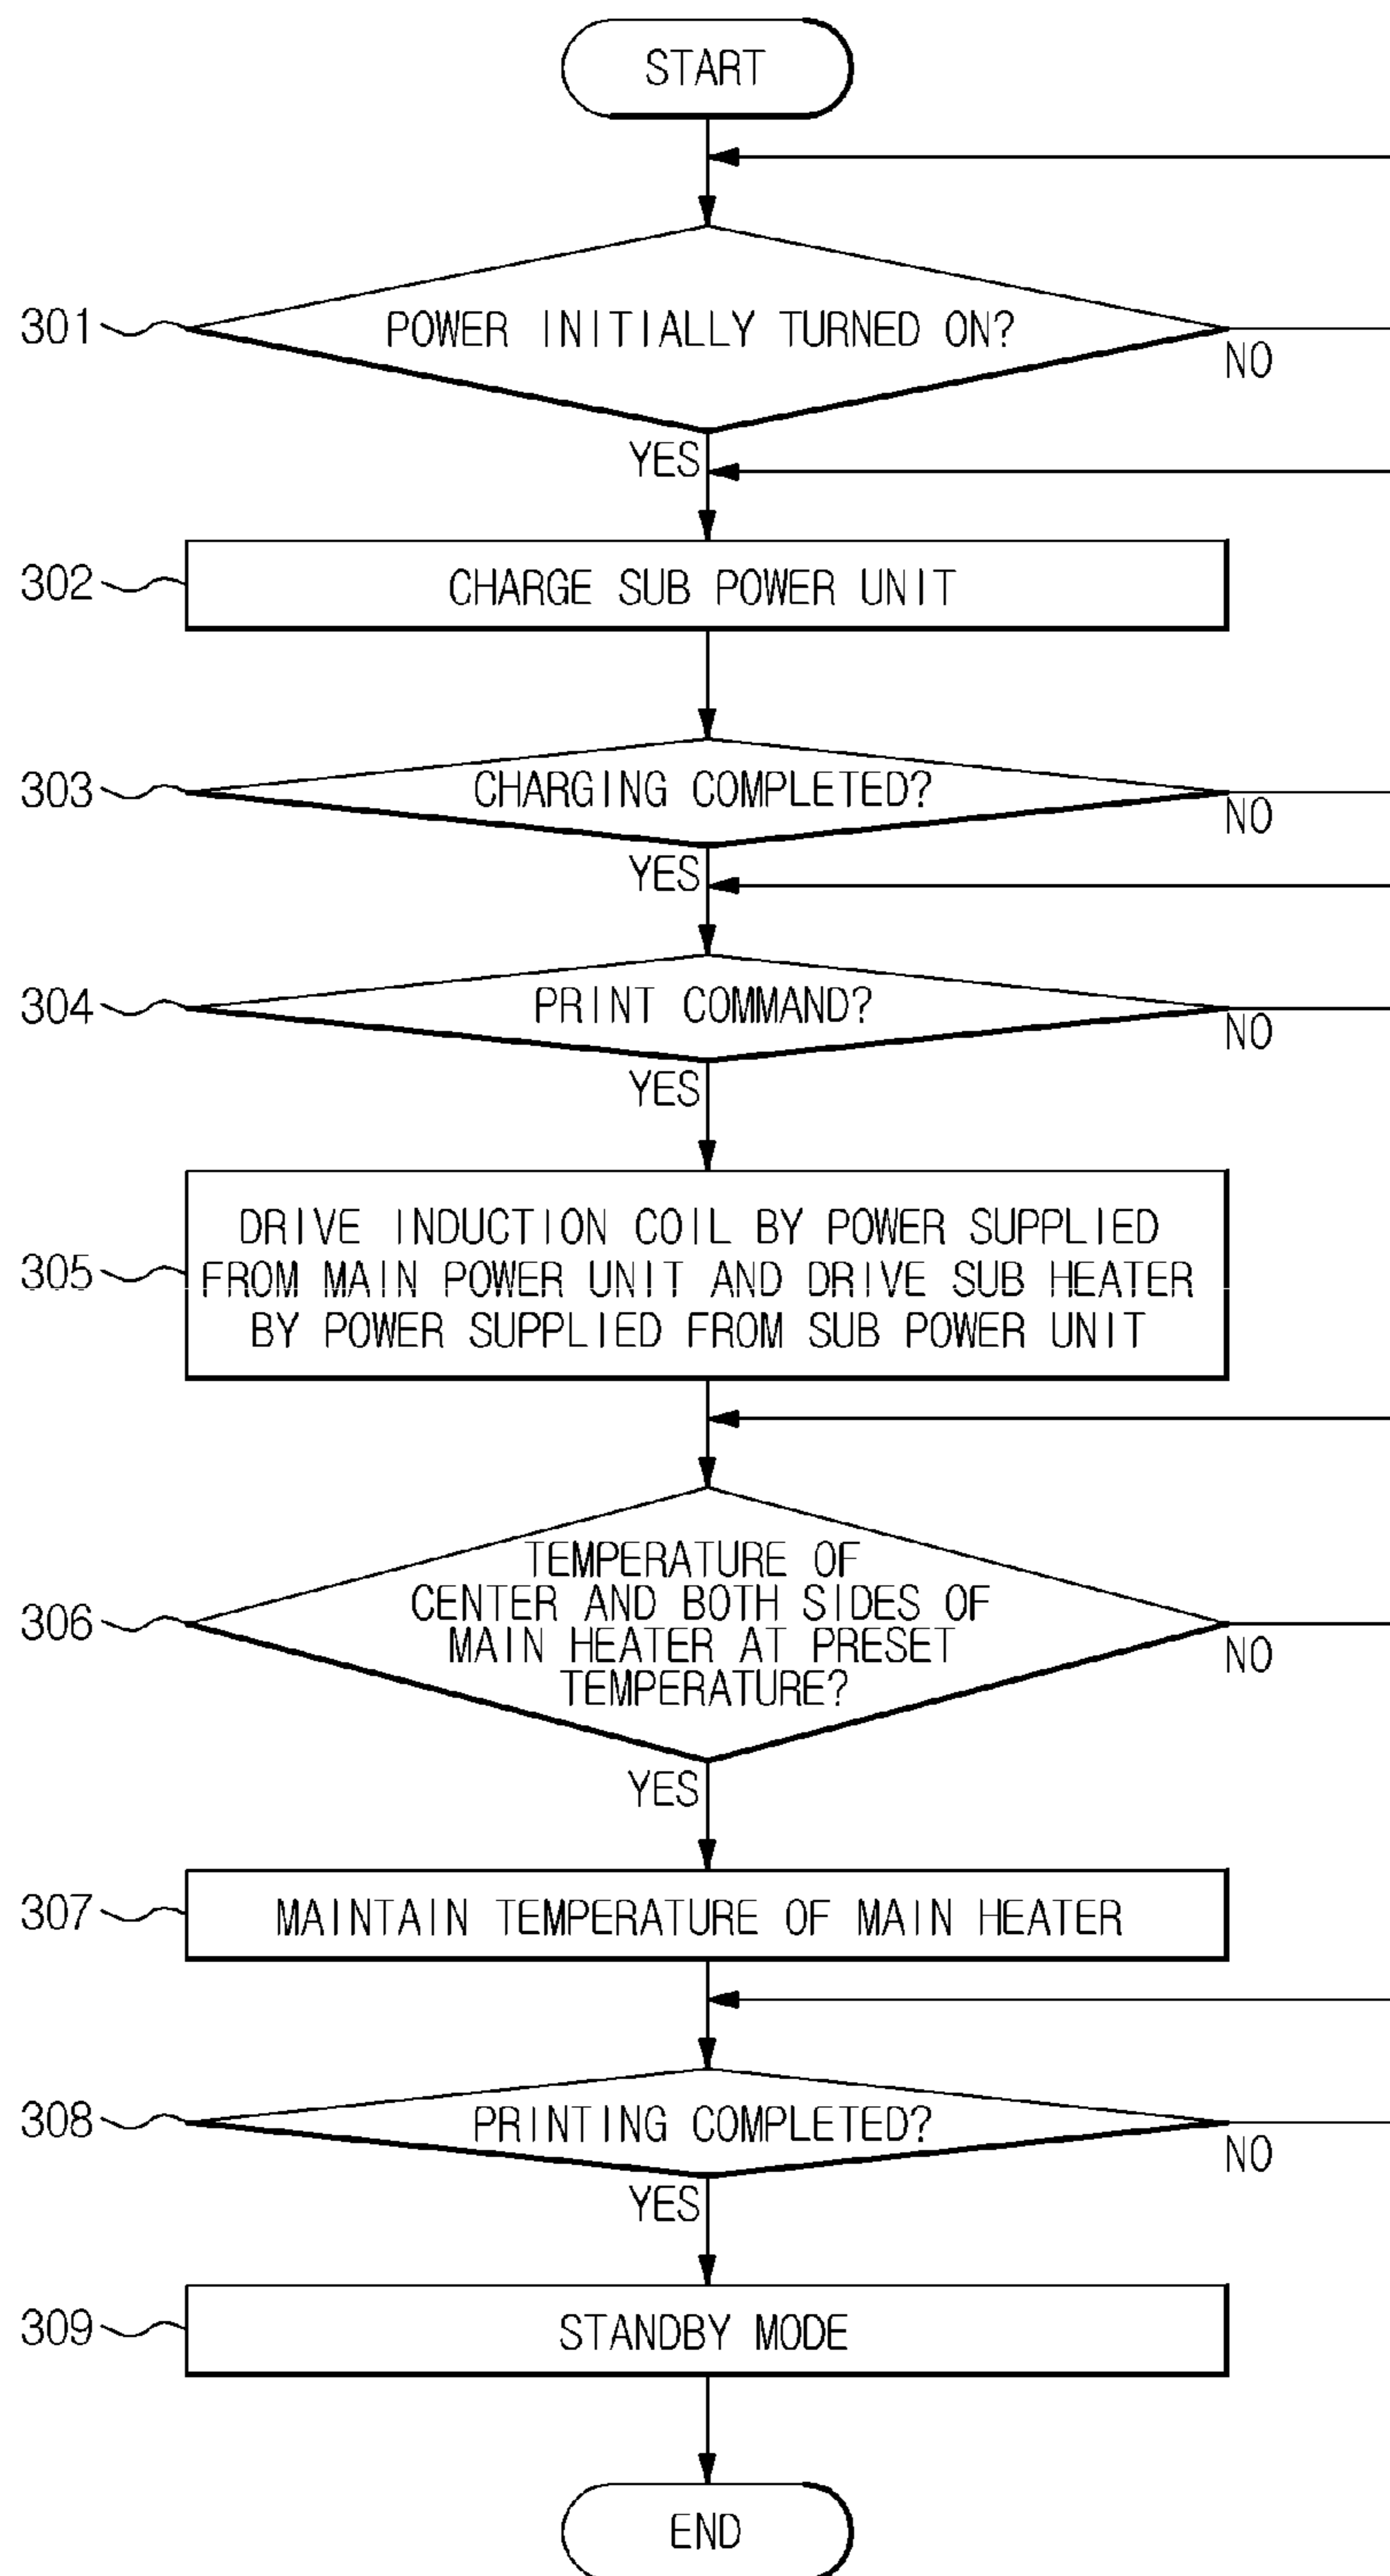 START
301
POWER INITIALLY TURNED ON?
NO
YES
302
CHARGE SUB POWER UNIT
303
CHARGING COMPLETED?
NO
YES
304
PRINT COMMAND?
NO
YES
305
DRIVE INDUCTION COIL BY POWER SUPPLIED
FROM MAIN POWER UNIT AND DRIVE SUB HEATER
BY POWER SUPPLIED FROM SUB POWER UNIT
306
TEMPERATURE OF
CENTER AND BOTH SIDES OF
MAIN HEATER AT PRESET
TEMPERATURE?
NO
YES
307
MAINTAIN TEMPERATURE OF MAIN HEATER
308
PRINTING COMPLETED?
NO
YES
309
STANDBY MODE
END